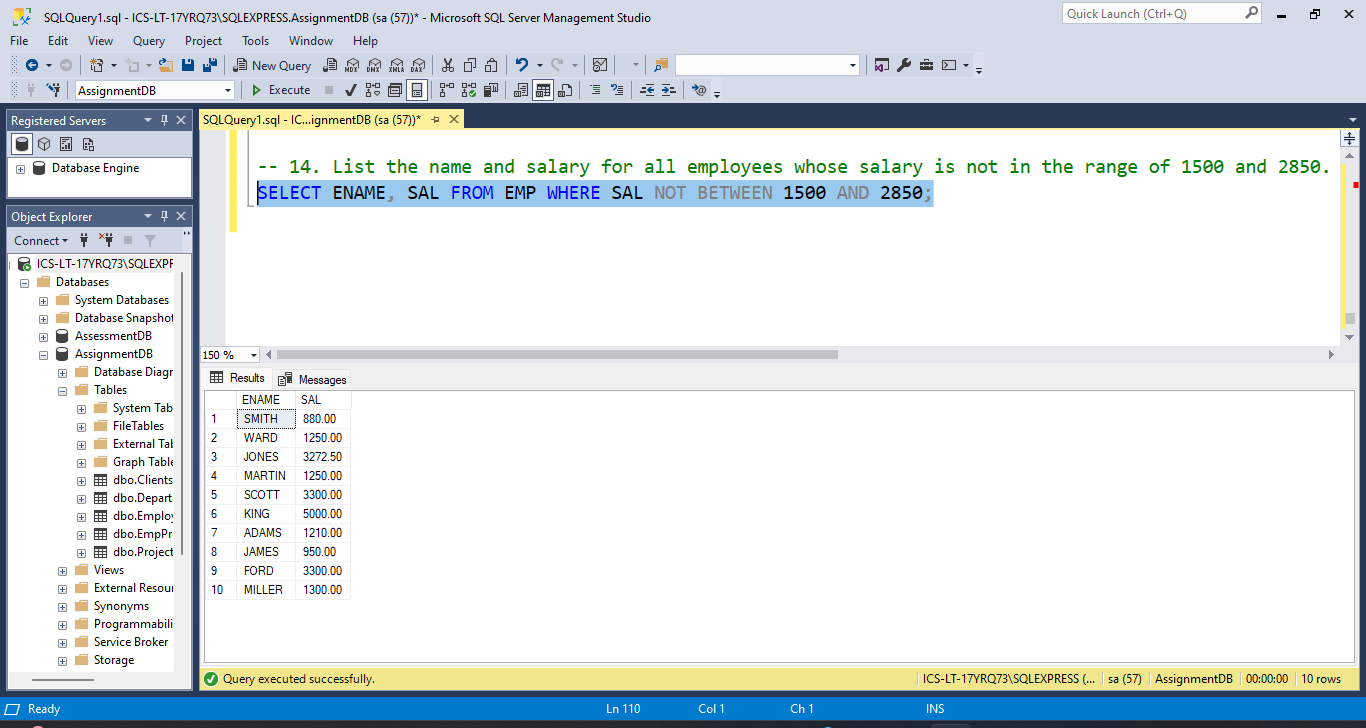 SQLQuery1.sql - ICS-LT-17YRQ73\SQLEXPRESS.AssignmentDB (sa (57))* - Microsoft SQL Server Management Studio
Quick Launch (Ctrl+Q)
File Edit View Query Project Tools Window Help
New Query MDX DMX XMLA DAX
AssignmentDB Execute
Registered Servers
Database Engine
Object Explorer
Connect
ICS-LT-17YRQ73\SQLEXPF
Databases
System Databases
Database Snapshot
AssessmentDB
AssignmentDB
Database Diagr
Tables
System Tab
FileTables
External Tal
Graph Table
dbo.Clients
dbo.Depart
dbo.Employ
dbo.EmpPr
dbo.Project
Views
External Resour
Synonyms
Programmabili
Service Broker
Storage
SQLQuery1.sql - IC...ignmentDB (sa (57))*
-- 14. List the name and salary for all employees whose salary is not in the range of 1500 and 2850.
SELECT ENAME, SAL FROM EMP WHERE SAL NOT BETWEEN 1500 AND 2850;
150 %
Results Messages
ENAME SAL
1 SMITH 880.00
2 WARD 1250.00
3 JONES 3272.50
4 MARTIN 1250.00
5 SCOTT 3300.00
6 KING 5000.00
7 ADAMS 1210.00
8 JAMES 950.00
9 FORD 3300.00
10 MILLER 1300.00
Query executed successfully. ICS-LT-17YRQ73\SQLEXPRESS (... sa (57) AssignmentDB 00:00:00 10 rows
Ready Ln 110 Col 1 Ch 1 INS